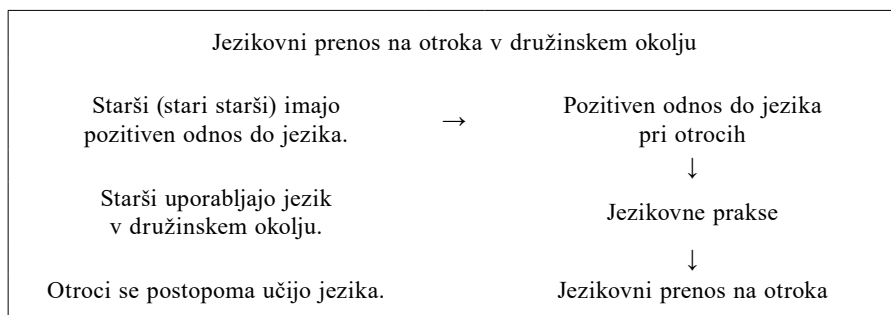 Jezikovni prenos na otroka v družinskem okolju
Starši (stari starši) imajo
pozitiven odnos do jezika.
→
Pozitiven odnos do jezika
pri otrocih
↓
Starši uporabljajo jezik
v družinskem okolju.
Jezikovne prakse
↓
Otroci se postopoma učijo jezika.
Jezikovni prenos na otroka